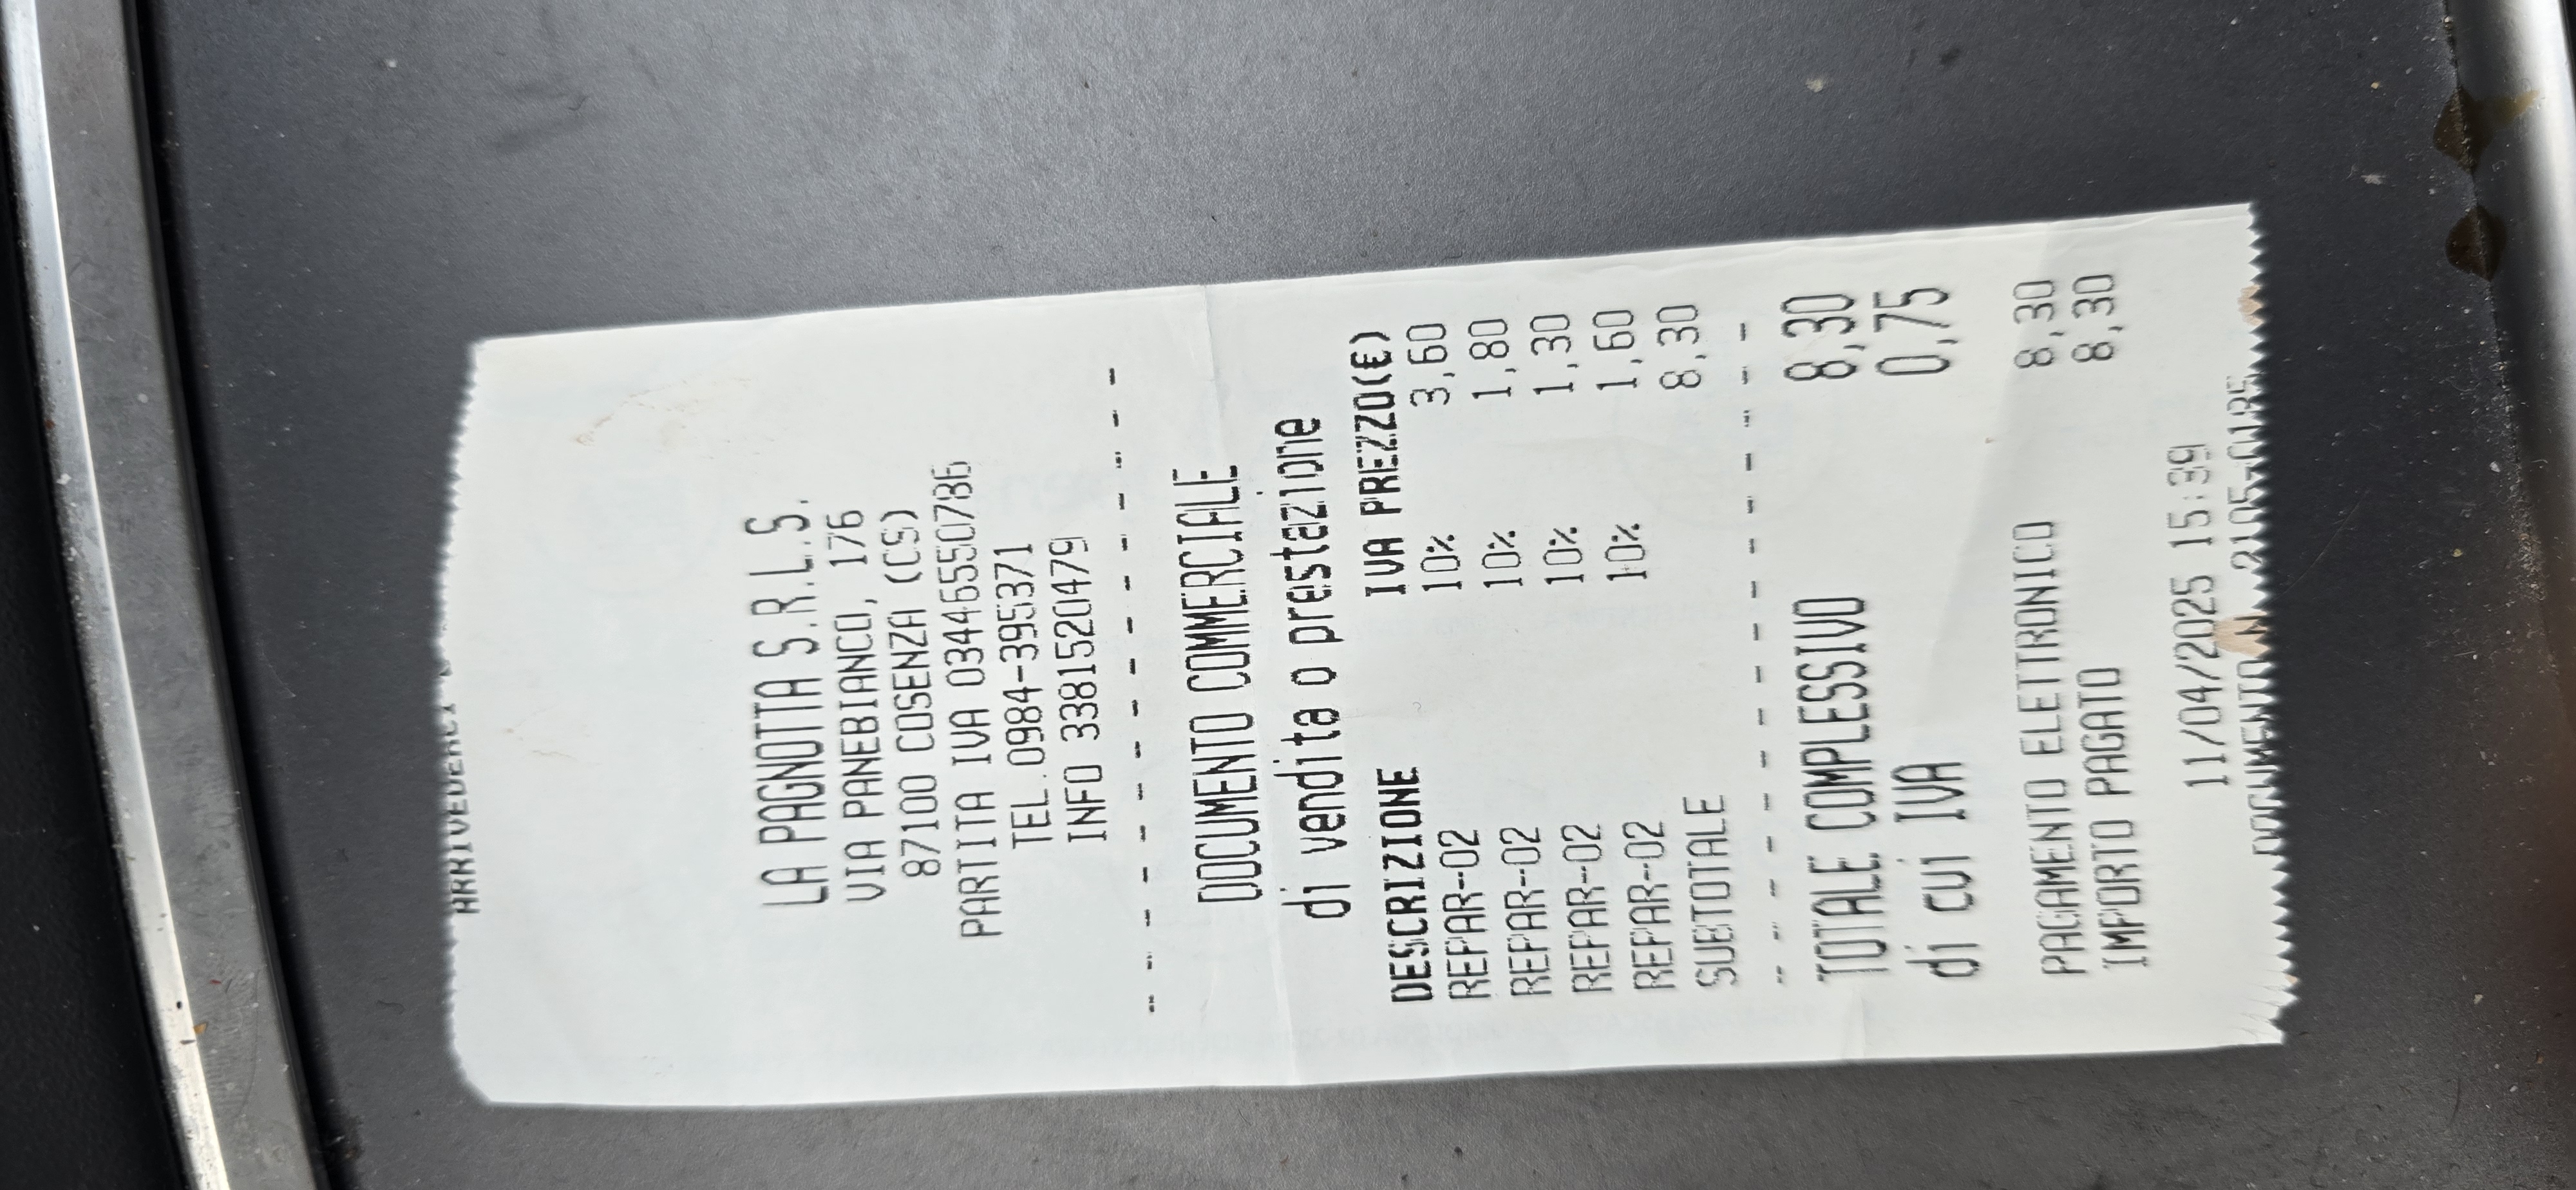 ARRIVEDERCI
LA PAGNOTTA S.R.L.S.
VIA PANEBIANCO, 176
87100 COSENZA (CS)
PARTITA IVA 03446550786
TEL.0984-395371
INFO 3381520479
DOCUMENTO COMMERCIALE
di vendita o prestazione
DESCRIZIONE IVA PREZZO(€)
REPAR-02 10% 3,60
REPAR-02 10% 1,80
REPAR-02 10% 1,30
REPAR-02 10% 1,60
SUBTOTALE 8,30
TOTALE COMPLESSIVO 8,30
di cui IVA 0,75
PAGAMENTO ELETTRONICO 8,30
IMPORTO PAGATO 8,30
11/04/2025 15:39
DOCUMENTO N. 2105-0185